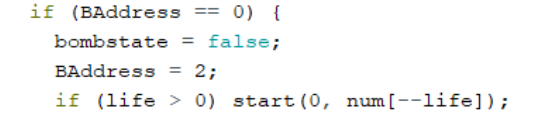 if (BAddress == 0) {
bombstate = false;
BAddress = 2;
if (life > 0) start(0, num[--life]);